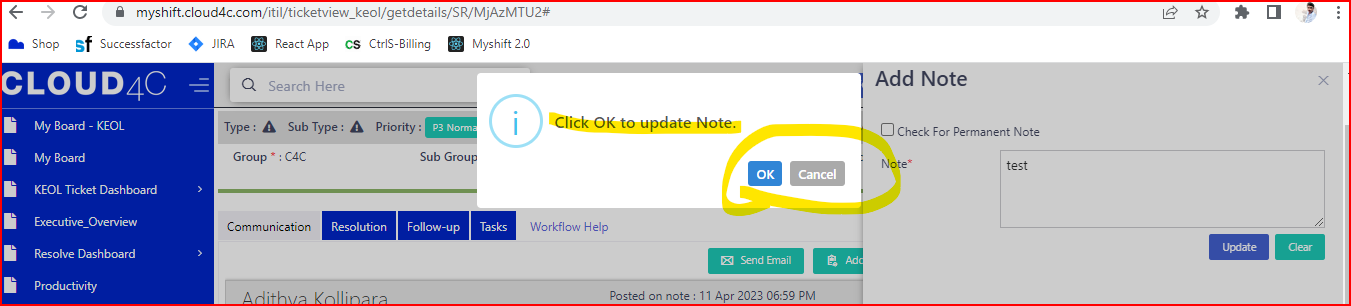 myshift.cloud4c.com/itil/ticketview_keol/getdetails/SR/MjAzMTU2#
Shop
Successfactor
JIRA
React App
CtrlS-Billing
Myshift 2.0
CLOUD4C
My Board - KEOL
My Board
KEOL Ticket Dashboard
Executive_Overview
Resolve Dashboard
Productivity
Search Here
Type :
Sub Type :
Priority :
P3 Norma
Group * : C4C
Sub Group
Click OK to update Note.
OK
Cancel
Communication
Resolution
Follow-up
Tasks
Workflow Help
Send Email
Add
Adithya Kollipara
Posted on note : 11 Apr 2023 06:59 PM
Add Note
Check For Permanent Note
Note*
test
Update
Clear